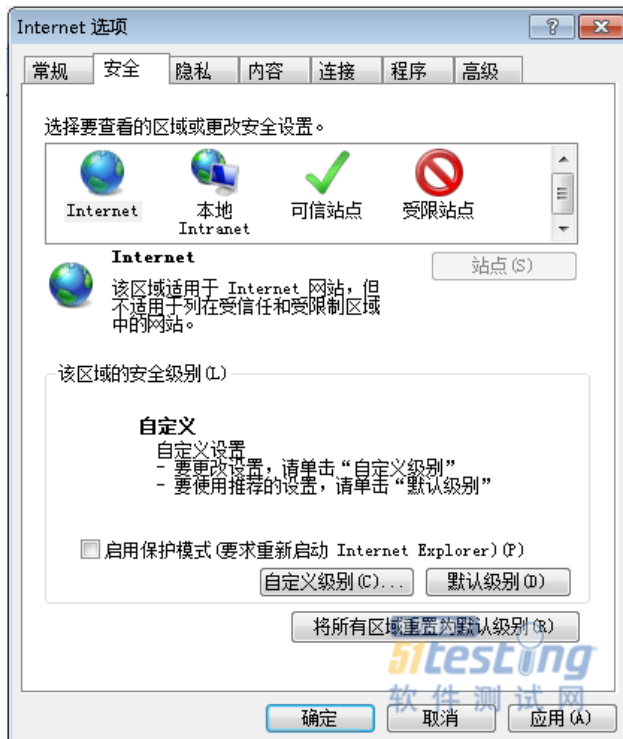 Internet 选项
常规 安全 隐私 内容 连接 程序 高级
选择要查看的区域或更改安全设置。
Internet
本地
Intranet
可信站点
受限站点
Internet
站点(S)
该区域适用于 Internet 网站，但
不适用于列在受信任和受限制区域
中的网站。
该区域的安全级别(L)
自定义
自定义设置
- 要更改设置，请单击“自定义级别”
- 要使用推荐的设置，请单击“默认级别”
启用保护模式(要求重新启动 Internet Explorer)(P)
自定义级别(C)... 默认级别(D)
将所有区域重置为默认级别(R)
51testing
软件测试网
确定 取消 应用(A)